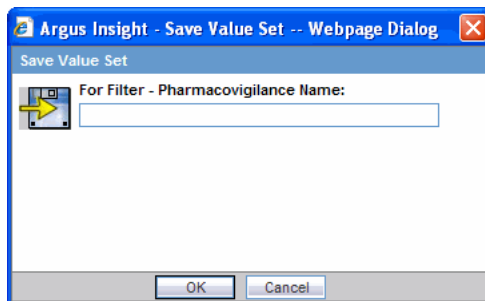 Argus Insight - Save Value Set -- Webpage Dialog
Save Value Set
For Filter - Pharmacovigilance Name:
OK Cancel